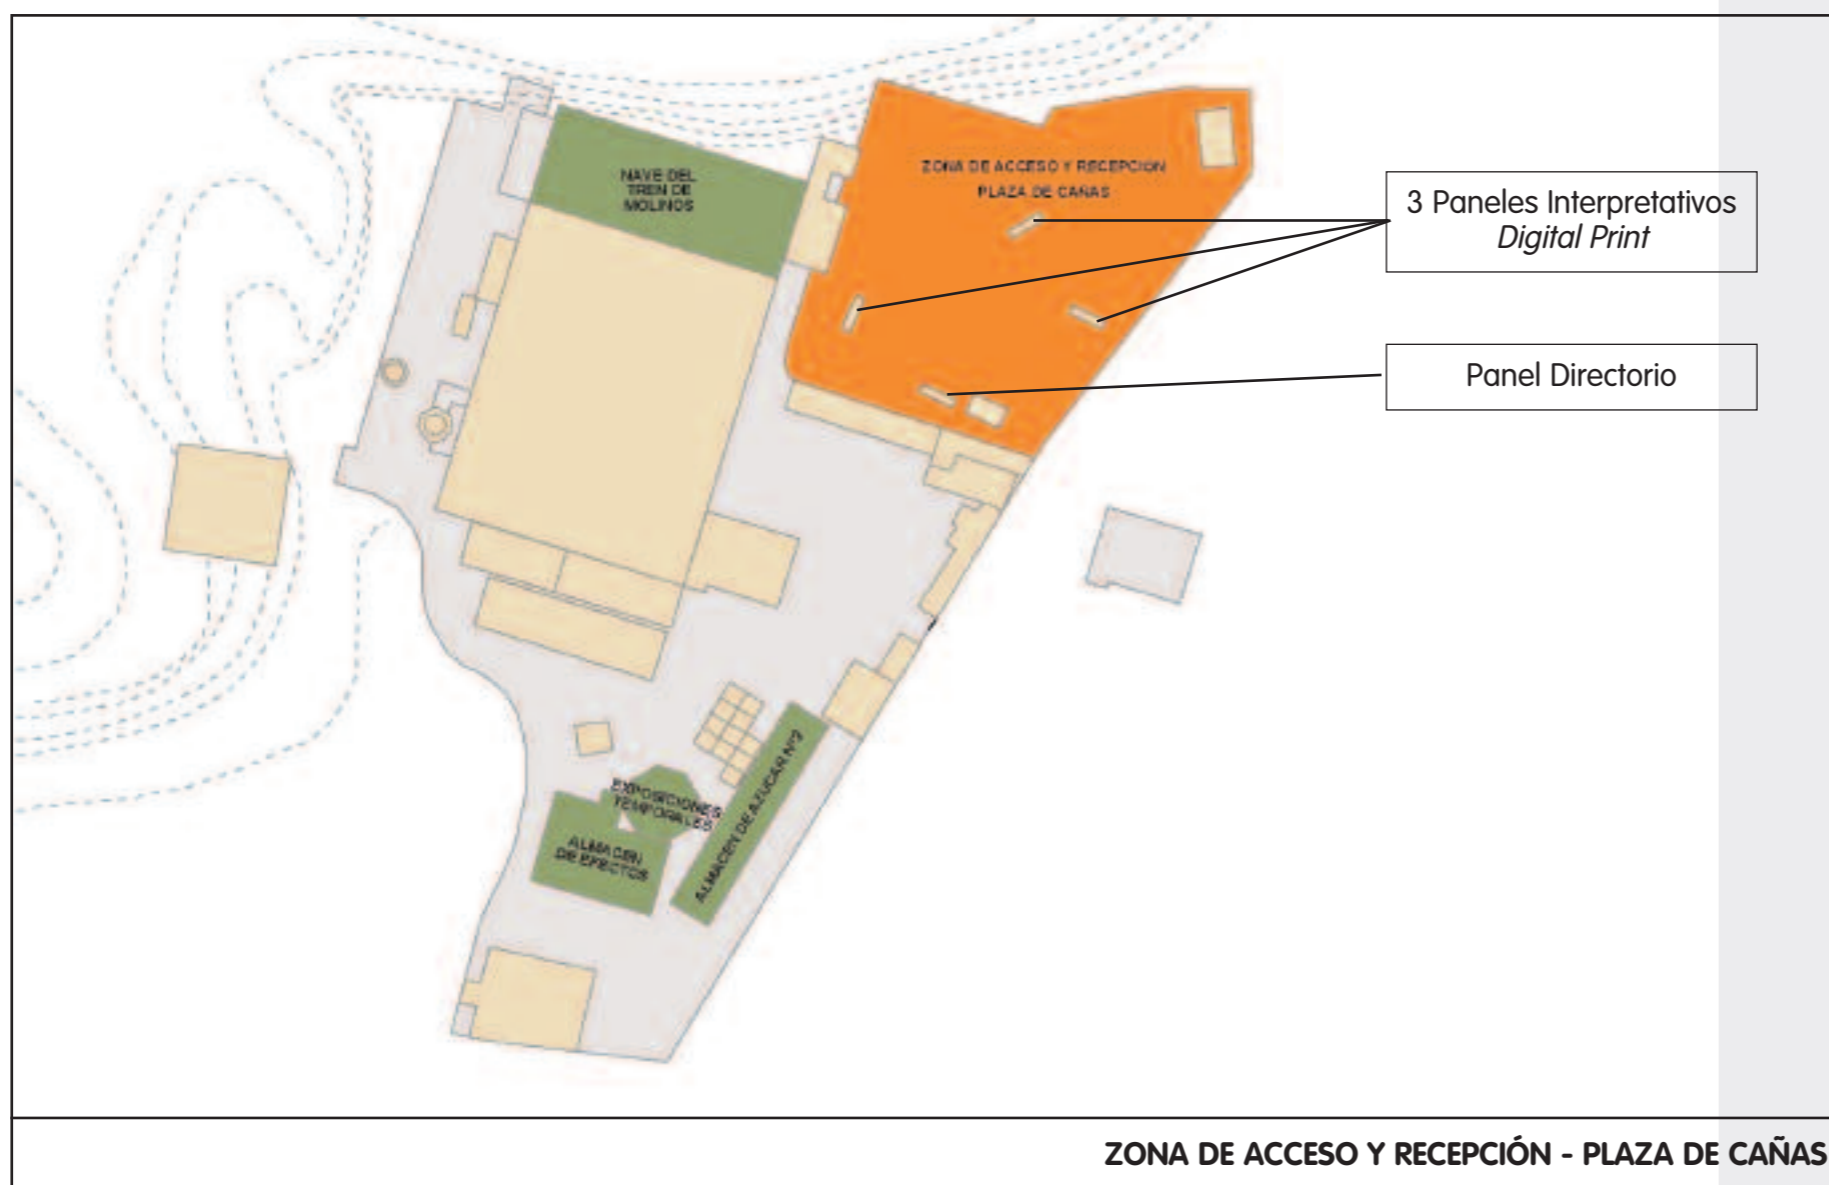 NAVE DEL
TREN DE
MOLINOS
ZONA DE ACCESO Y RECEPCION
PLAZA DE CAÑAS
3 Paneles Interpretativos
Digital Print
Panel Directorio
EXPOSICIONES
TEMPORALES
ALMACEN
DE EFECTOS
ALMACEN DE AZUCAR Nº2
ZONA DE ACCESO Y RECEPCIÓN - PLAZA DE CAÑAS